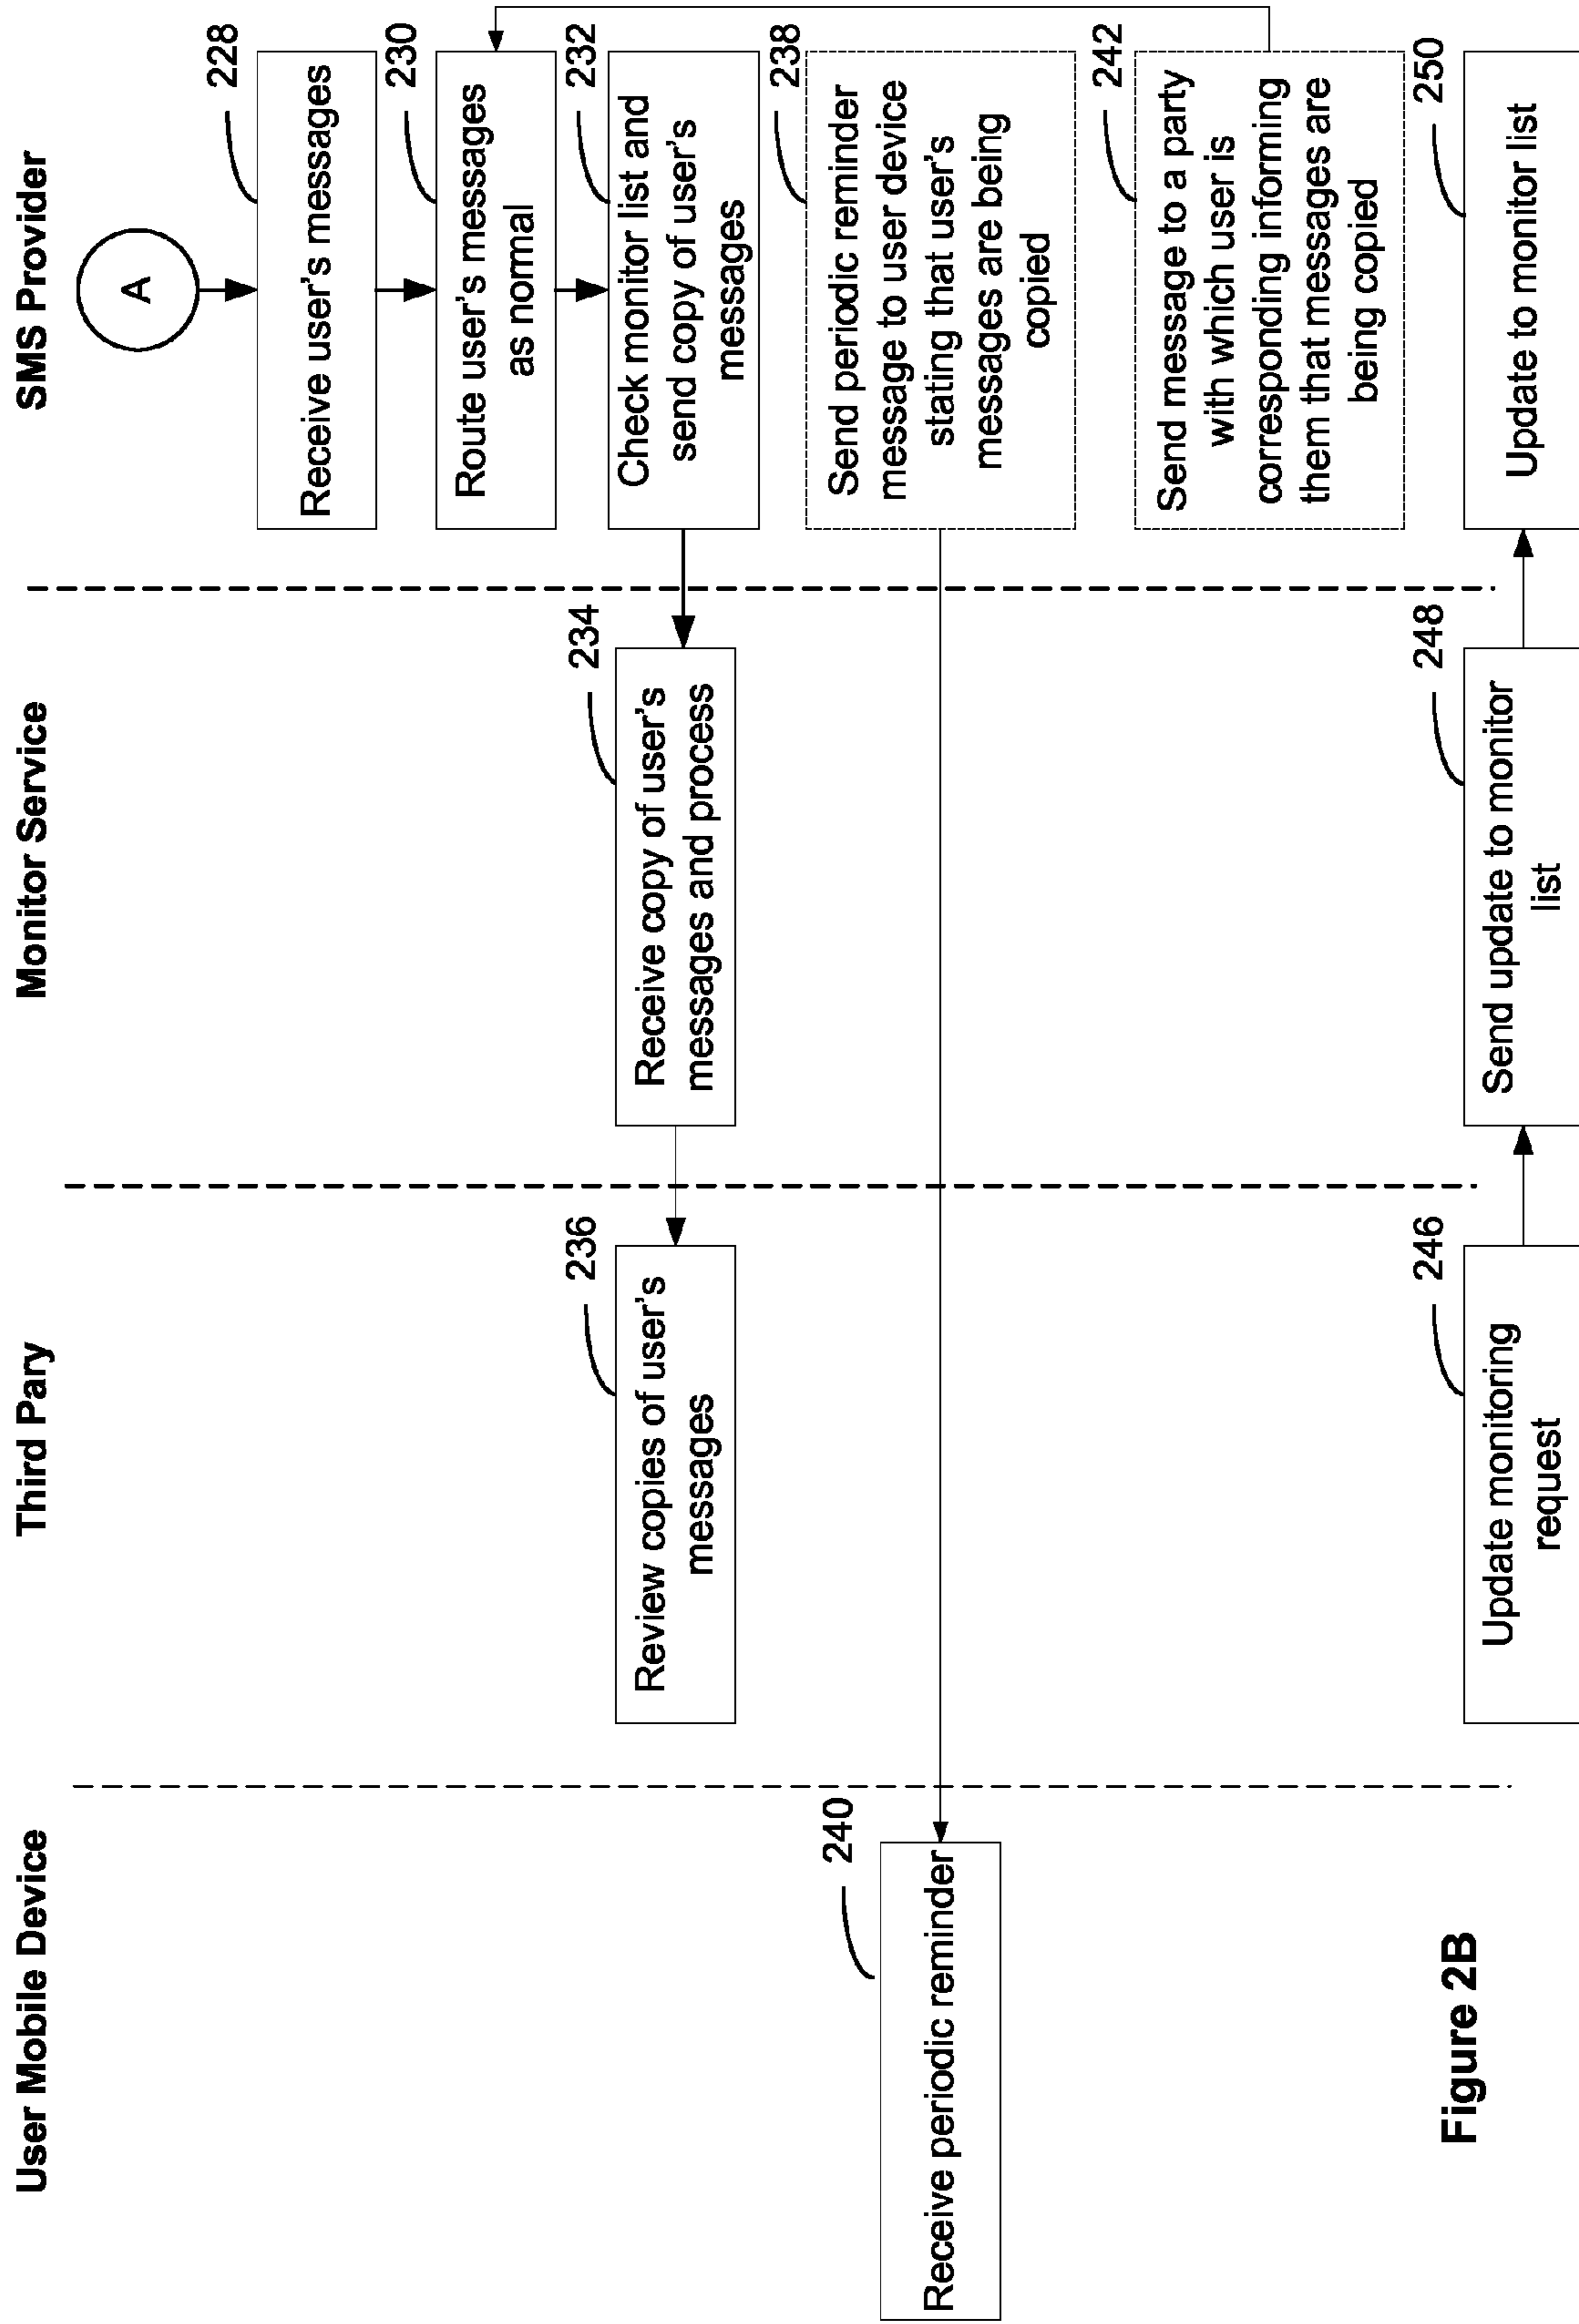 User Mobile Device
Third Pary
Monitor Service
SMS Provider
A
228
Receive user's messages
230
Route user's messages
as normal
232
Check monitor list and
send copy of user's
messages
234
Receive copy of user's
messages and process
236
Review copies of user's
messages
238
Send periodic reminder
message to user device
stating that user's
messages are being
copied
240
Receive periodic reminder
242
Send message to a party
with which user is
corresponding informing
them that messages are
being copied
246
Update monitoring
request
248
Send update to monitor
list
250
Update to monitor list
Figure 2B